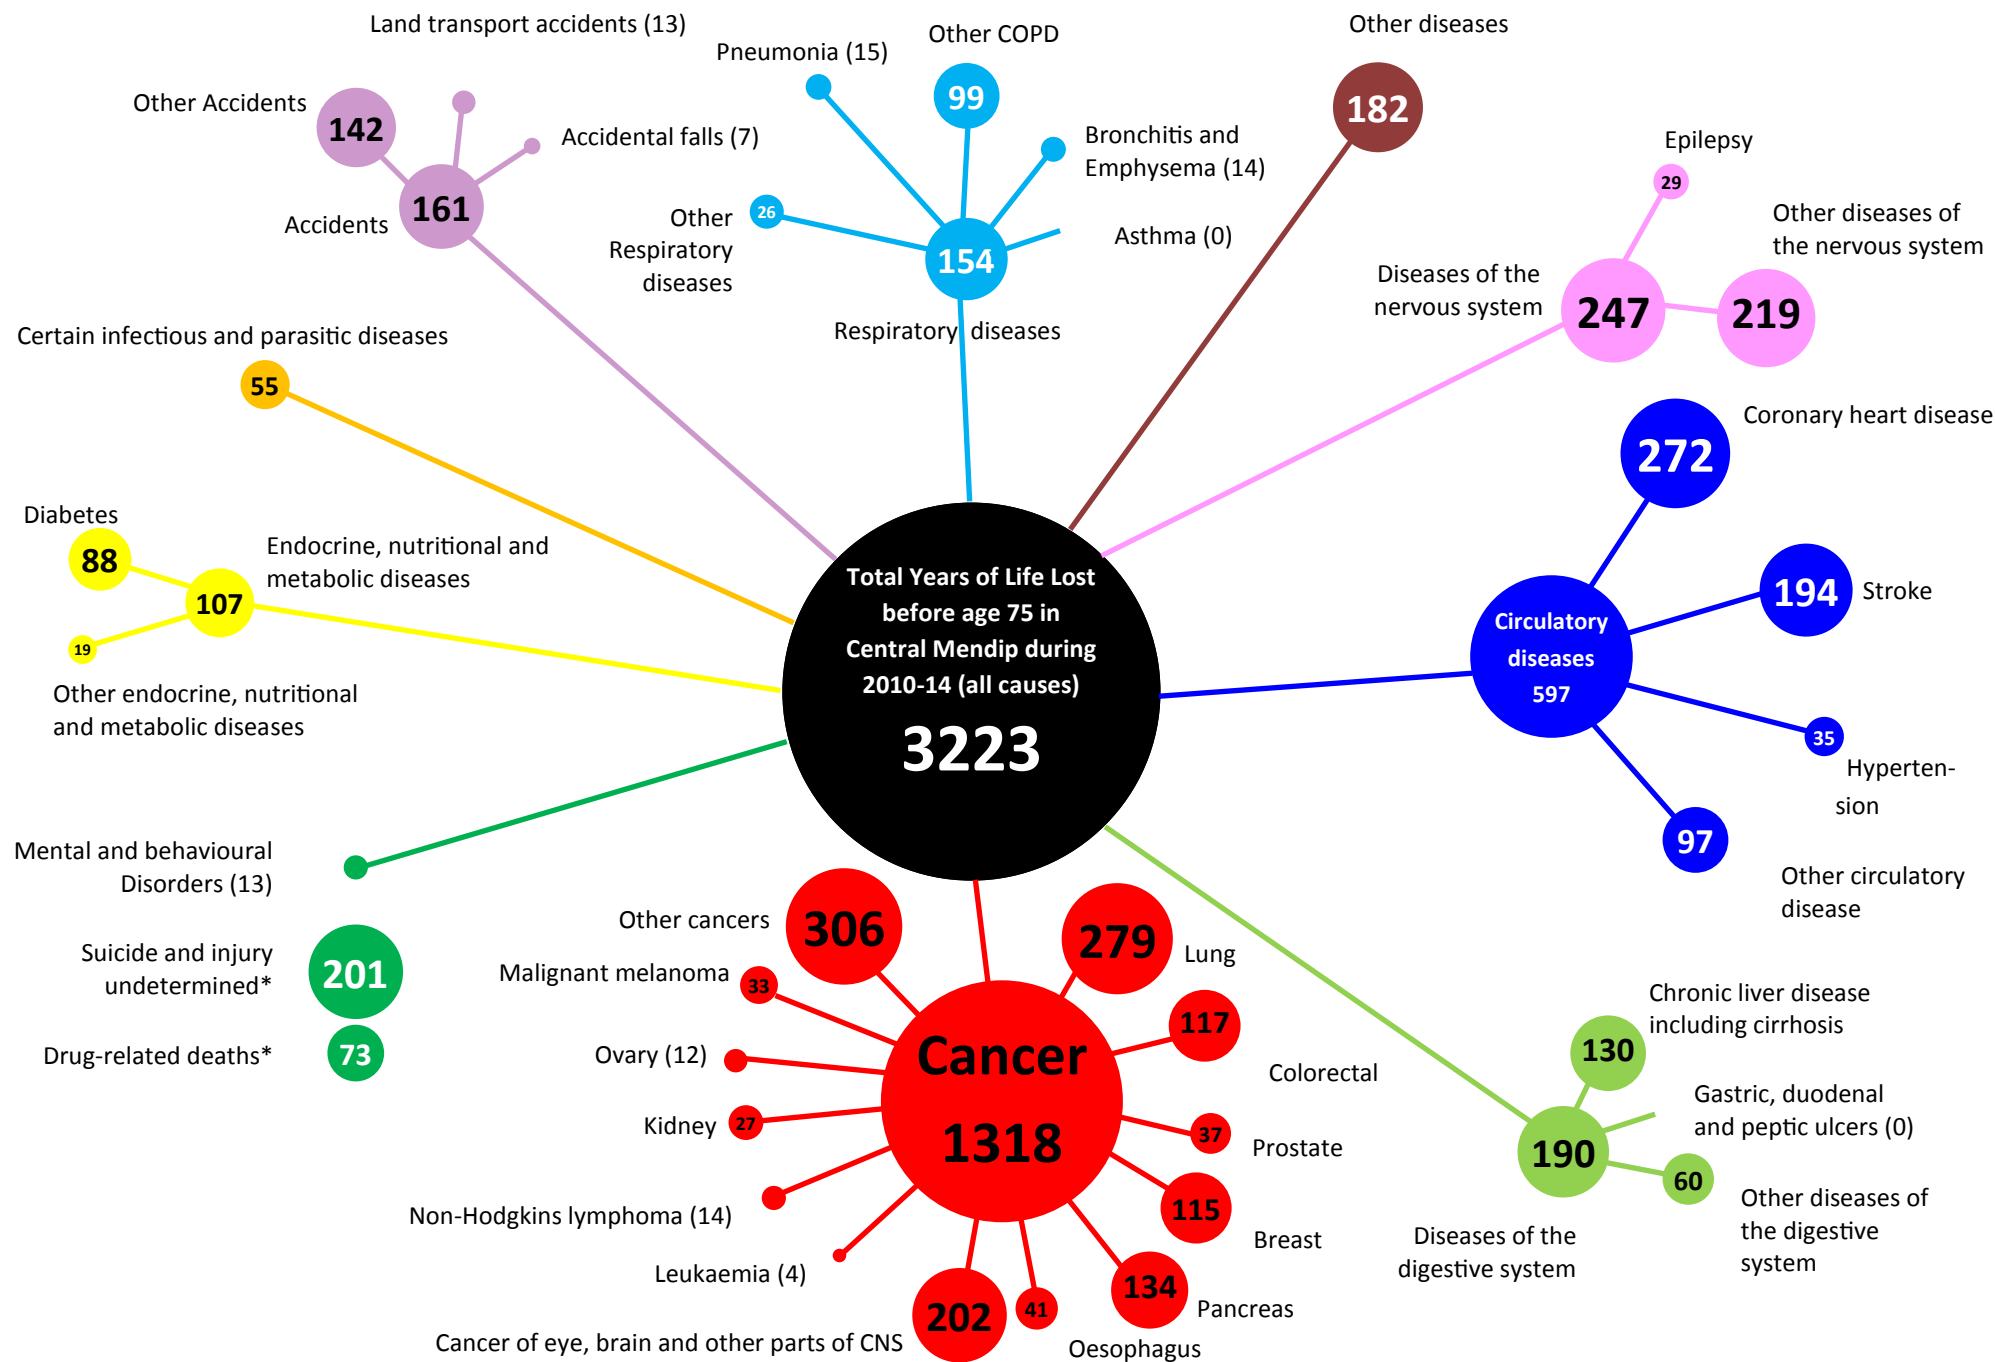 Land transport accidents (13)
Other Accidents
142
Accidental falls (7)
Accidents
161
Pneumonia (15)
Other COPD
99
Bronchitis and
Emphysema (14)
Other
Respiratory
diseases
26
154
Asthma (0)
Respiratory diseases
Other diseases
182
Epilepsy
29
Other diseases of
the nervous system
Diseases of the
nervous system
247
219
Certain infectious and parasitic diseases
55
Coronary heart disease
272
Stroke
194
Circulatory
diseases
597
35
Hyperten-
sion
97
Other circulatory
disease
Diabetes
88
Endocrine, nutritional and
metabolic diseases
107
19
Other endocrine, nutritional
and metabolic diseases
Total Years of Life Lost
before age 75 in
Central Mendip during
2010-14 (all causes)
3223
Mental and behavioural
Disorders (13)
Suicide and injury
undetermined*
201
Drug-related deaths*
73
Other cancers
306
279
Lung
Malignant melanoma
33
117
Colorectal
Ovary (12)
Cancer
1318
Kidney
27
37
Prostate
Non-Hodgkins lymphoma (14)
115
Breast
Leukaemia (4)
134
Pancreas
202
Cancer of eye, brain and other parts of CNS
41
Oesophagus
Chronic liver disease
including cirrhosis
130
Gastric, duodenal
and peptic ulcers (0)
190
60
Diseases of the
digestive system
Other diseases of
the digestive
system